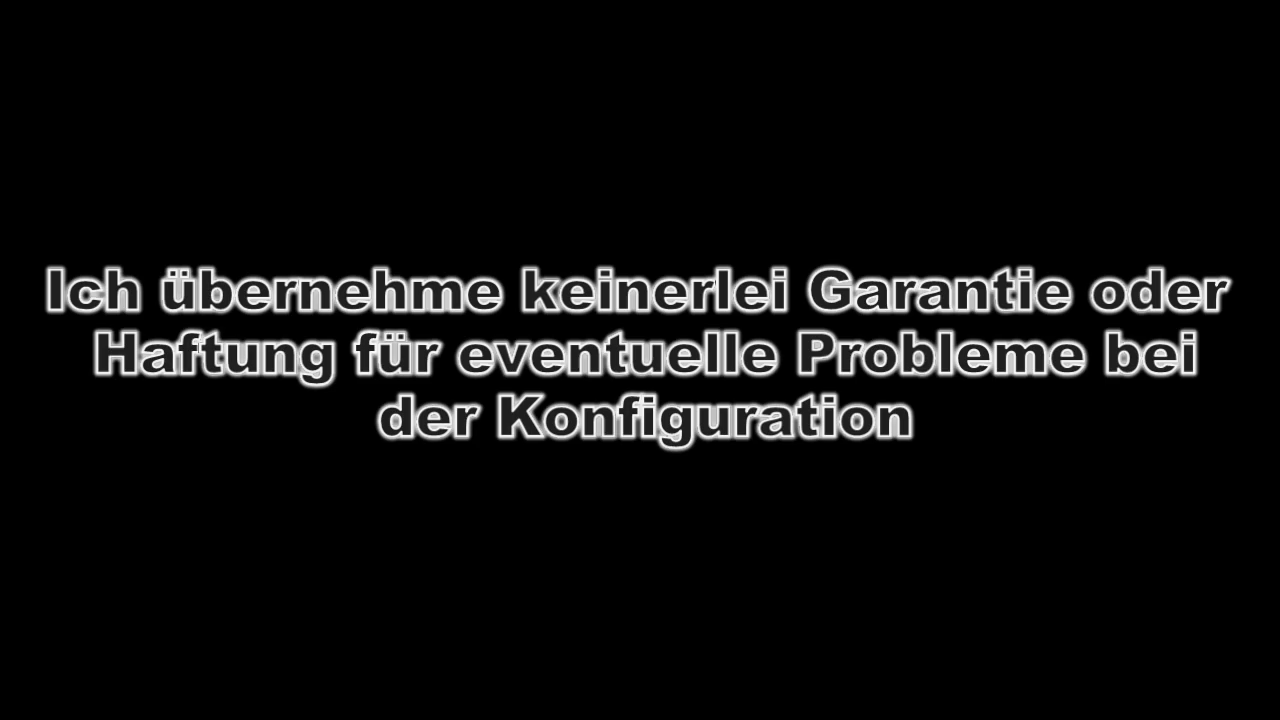 Ich übernehme keinerlei Garantie oder
Haftung für eventuelle Probleme bei
der Konfiguration